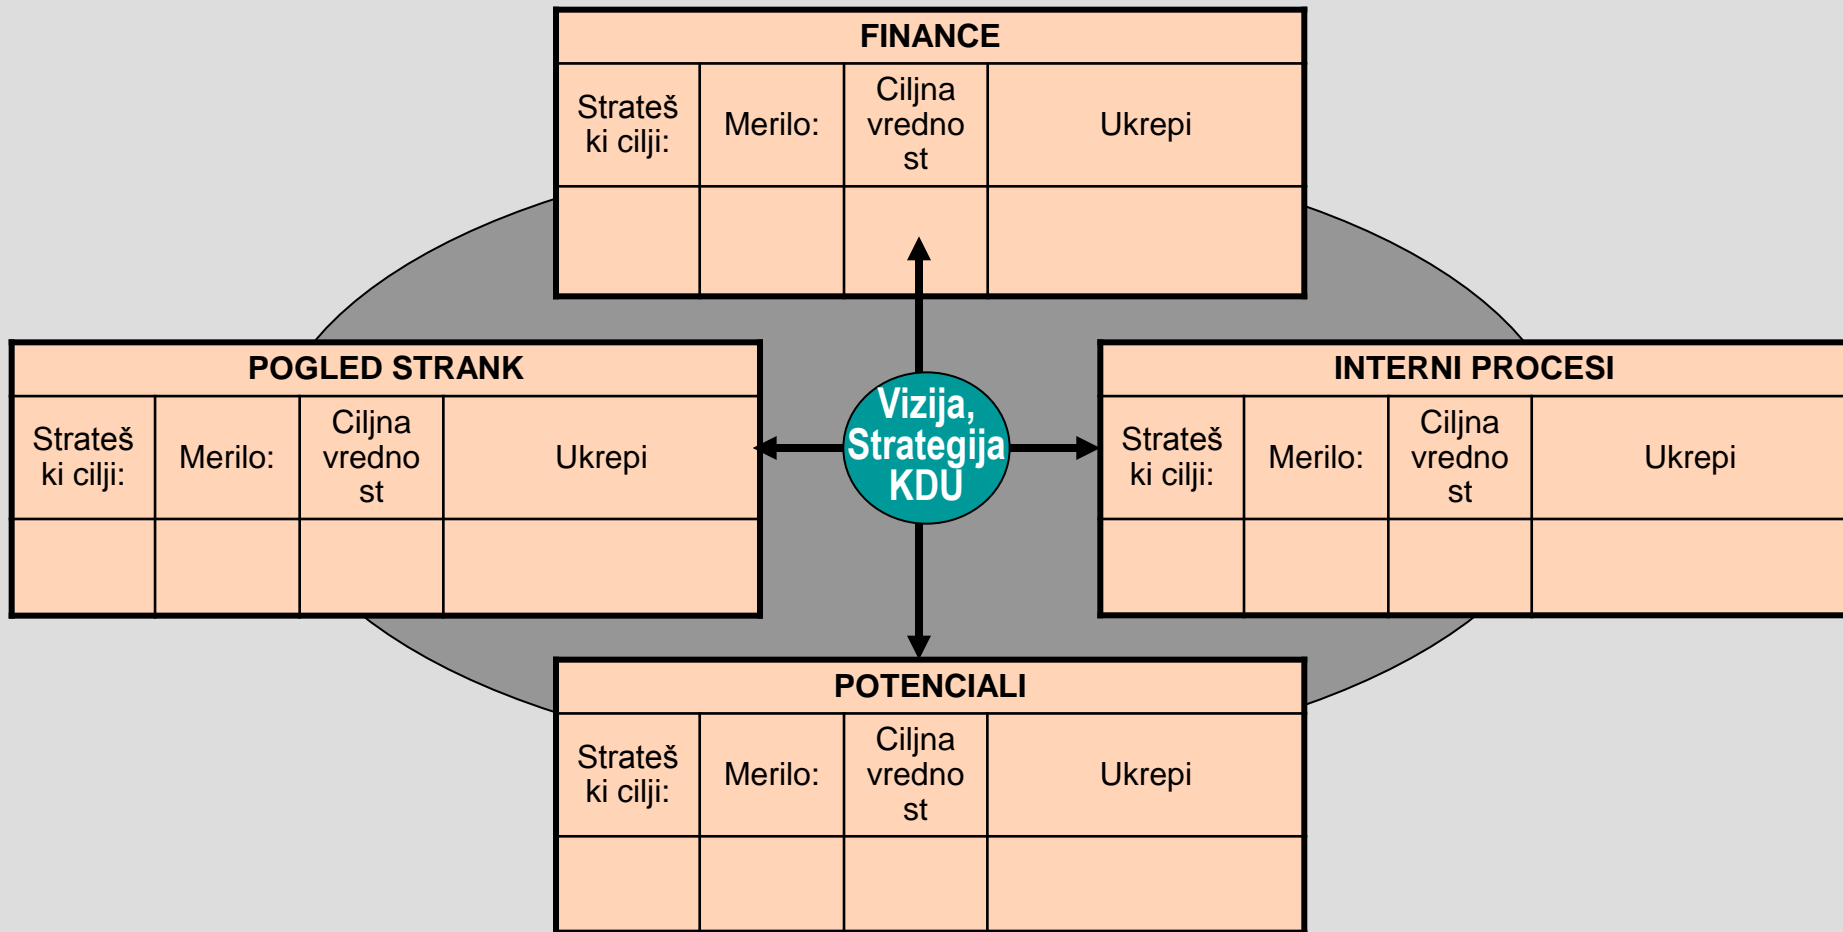 FINANCE
Strateš
ki cilji:
Merilo:
Ciljna
vredno
st
Ukrepi
POGLED STRANK
Strateš
ki cilji:
Merilo:
Ciljna
vredno
st
Ukrepi
Vizija,
Strategija
KDU
INTERNI PROCESI
Strateš
ki cilji:
Merilo:
Ciljna
vredno
st
Ukrepi
POTENCIALI
Strateš
ki cilji:
Merilo:
Ciljna
vredno
st
Ukrepi